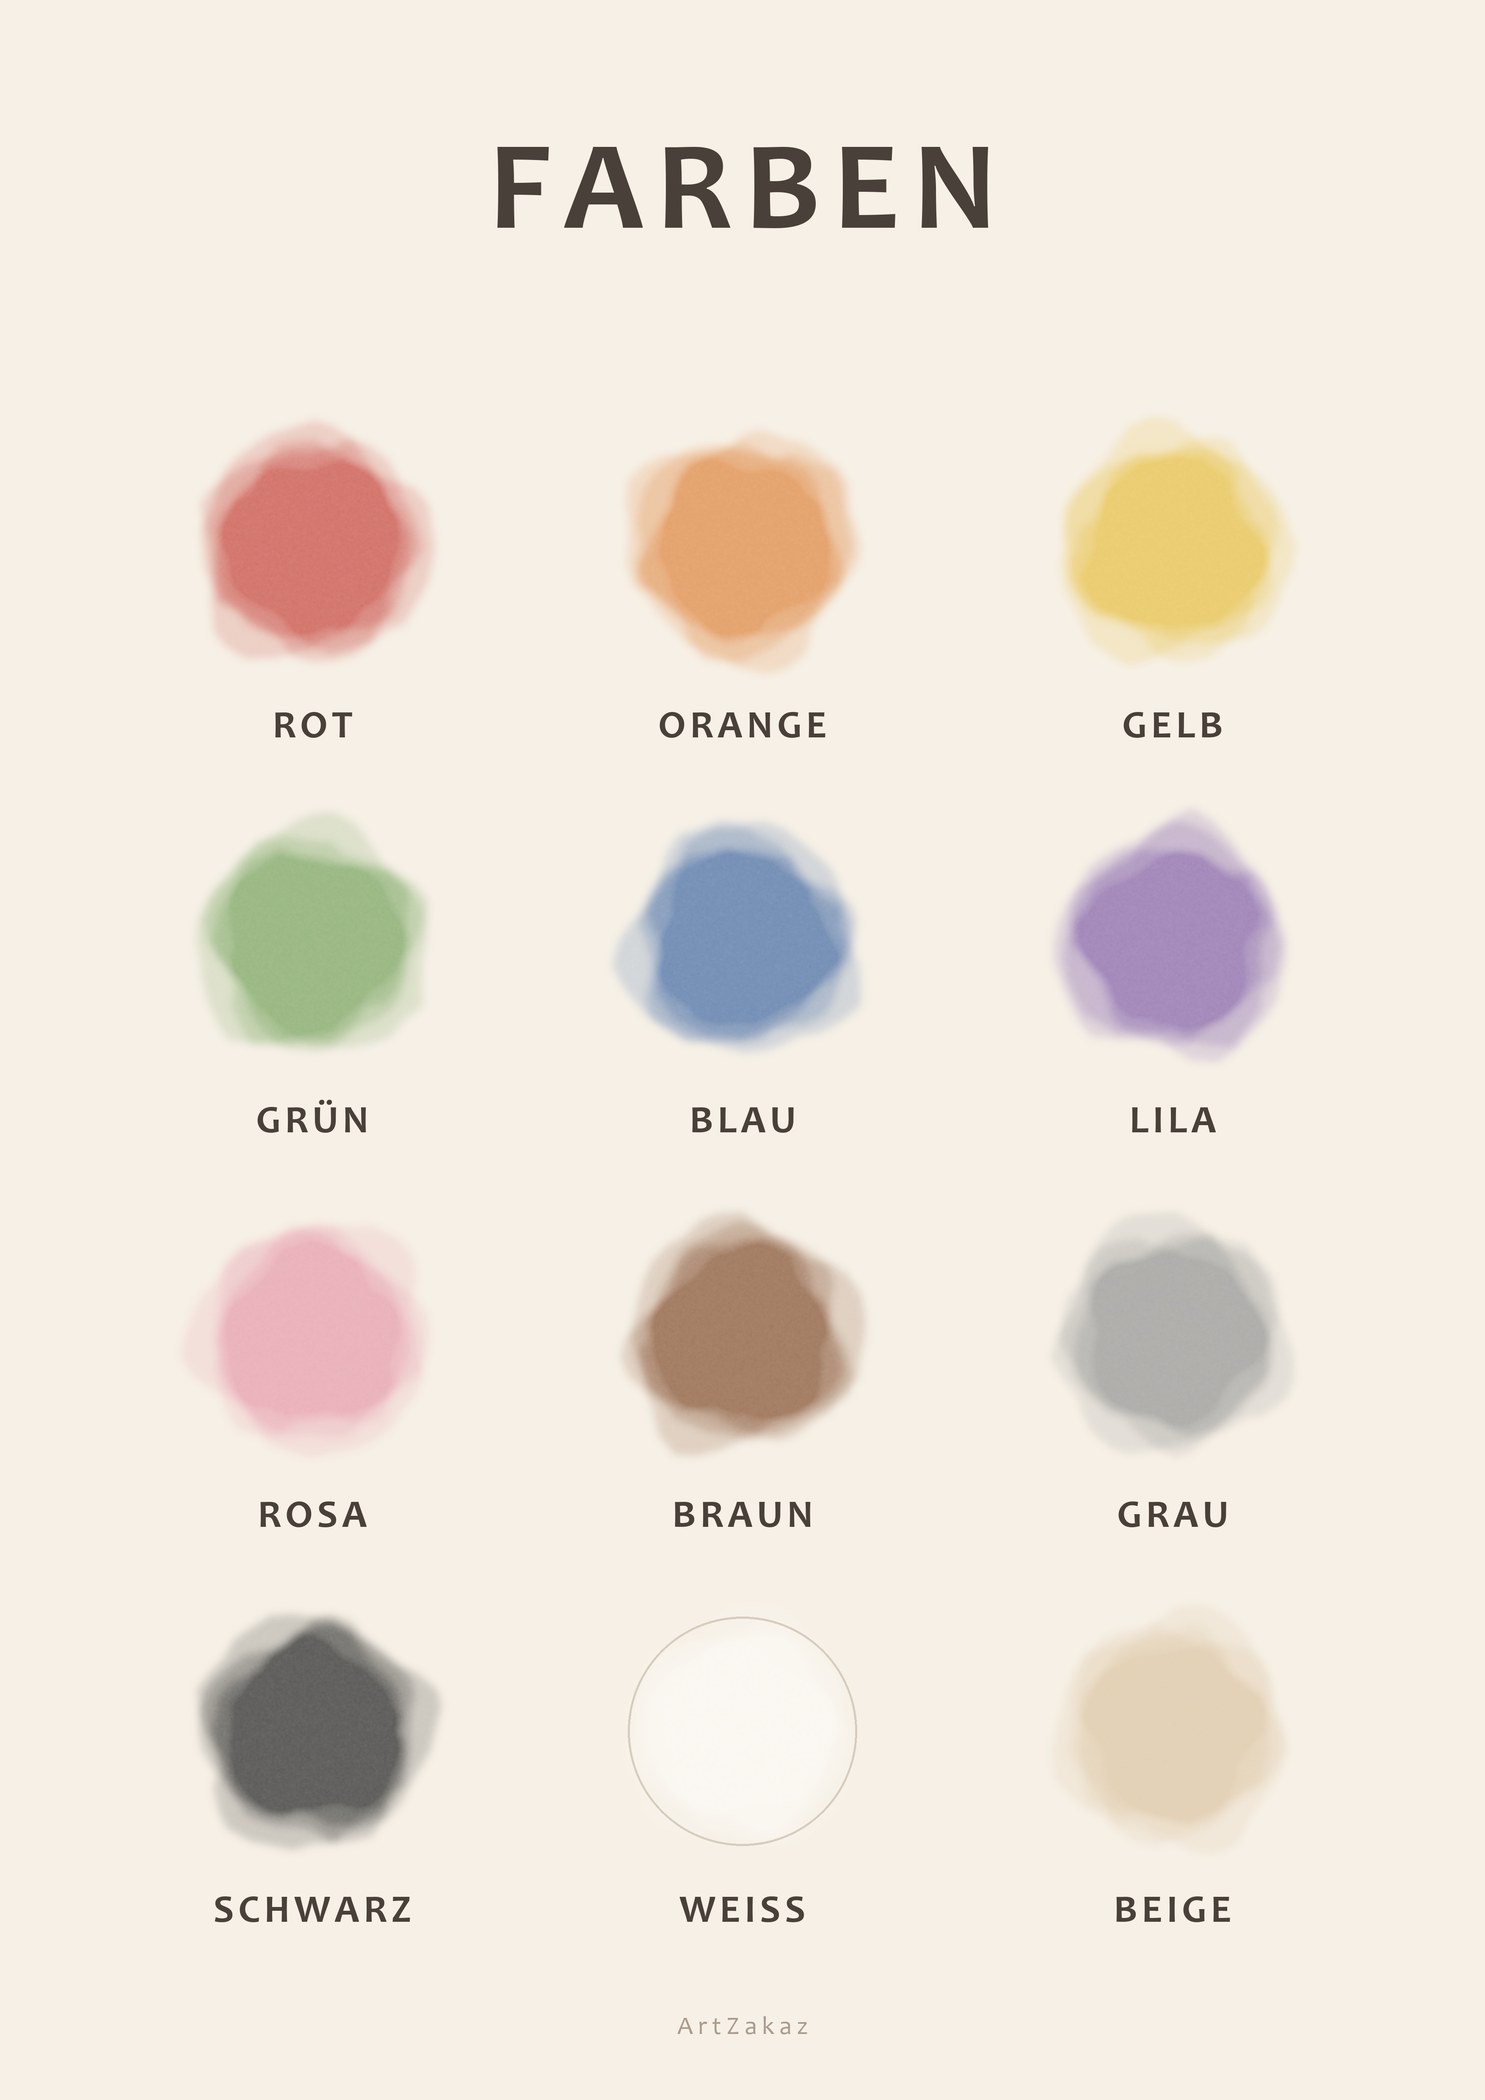 FARBEN
ROT ORANGE GELB
GRÜN BLAU LILA
ROSA BRAUN GRAU
SCHWARZ WEISS BEIGE
ArtZakaz